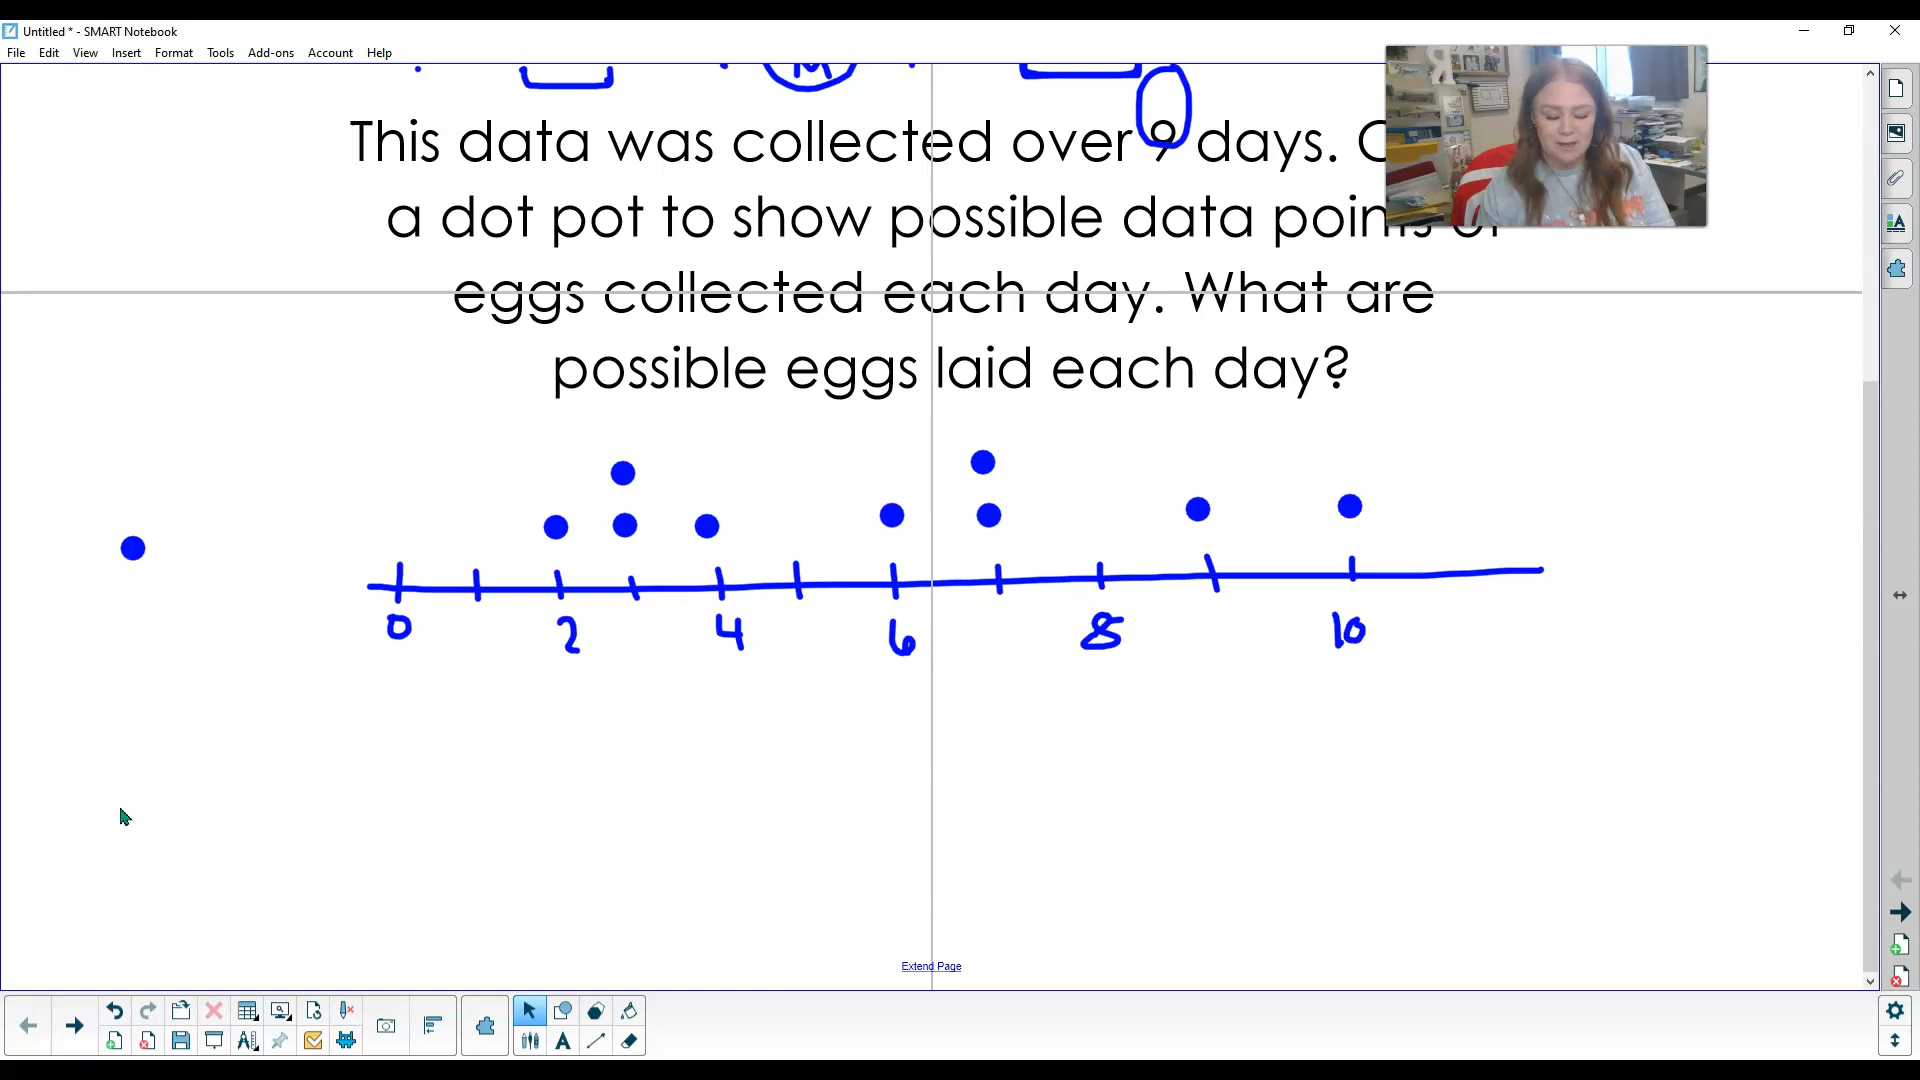 Untitled * - SMART Notebook
File Edit View Insert Format Tools Add-ons Account Help
M
This data was collected over 9 days.
a dot pot to show possible data points of
eggs collected each day. What are
possible eggs laid each day?
0 2 4 6 8 10
Extend Page